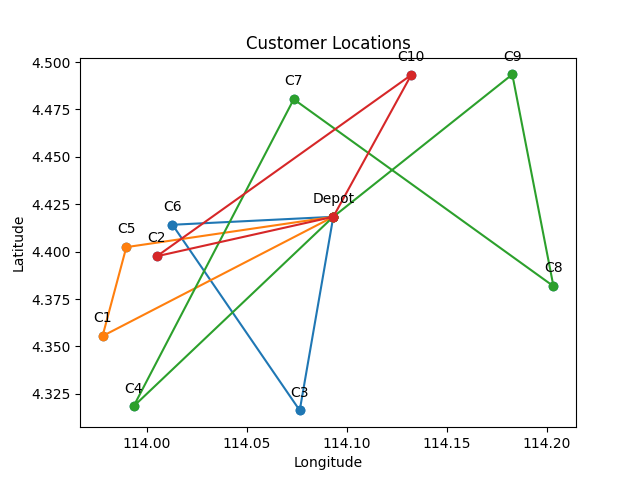 Customer Locations
C10
C9
4.500
C7
4.475
4.450
Latitude
4.425
Depot
C6
C5
C2
4.400
C8
4.375
C1
4.350
C4
C3
4.325
114.00
114.05
114.10
114.15
114.20
Longitude